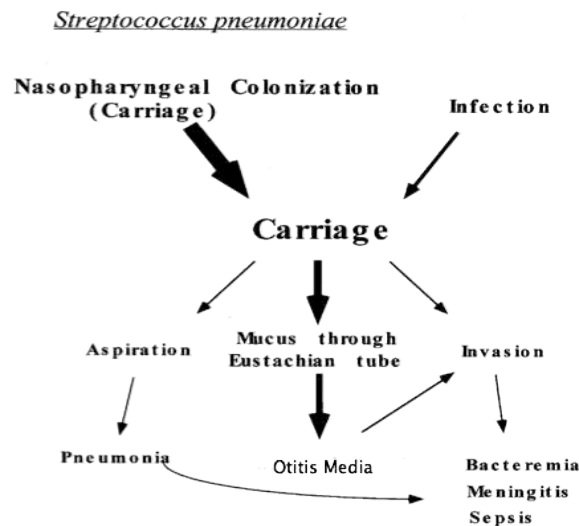 Streptococcus pneumoniae
Nasopharyngeal Colonization
(Carriage)
Infection
Carriage
Aspiration
Mucus through
Eustachian tube
Invasion
Pneumonia
Otitis Media
Bacteremia
Meningitis
Sepsis